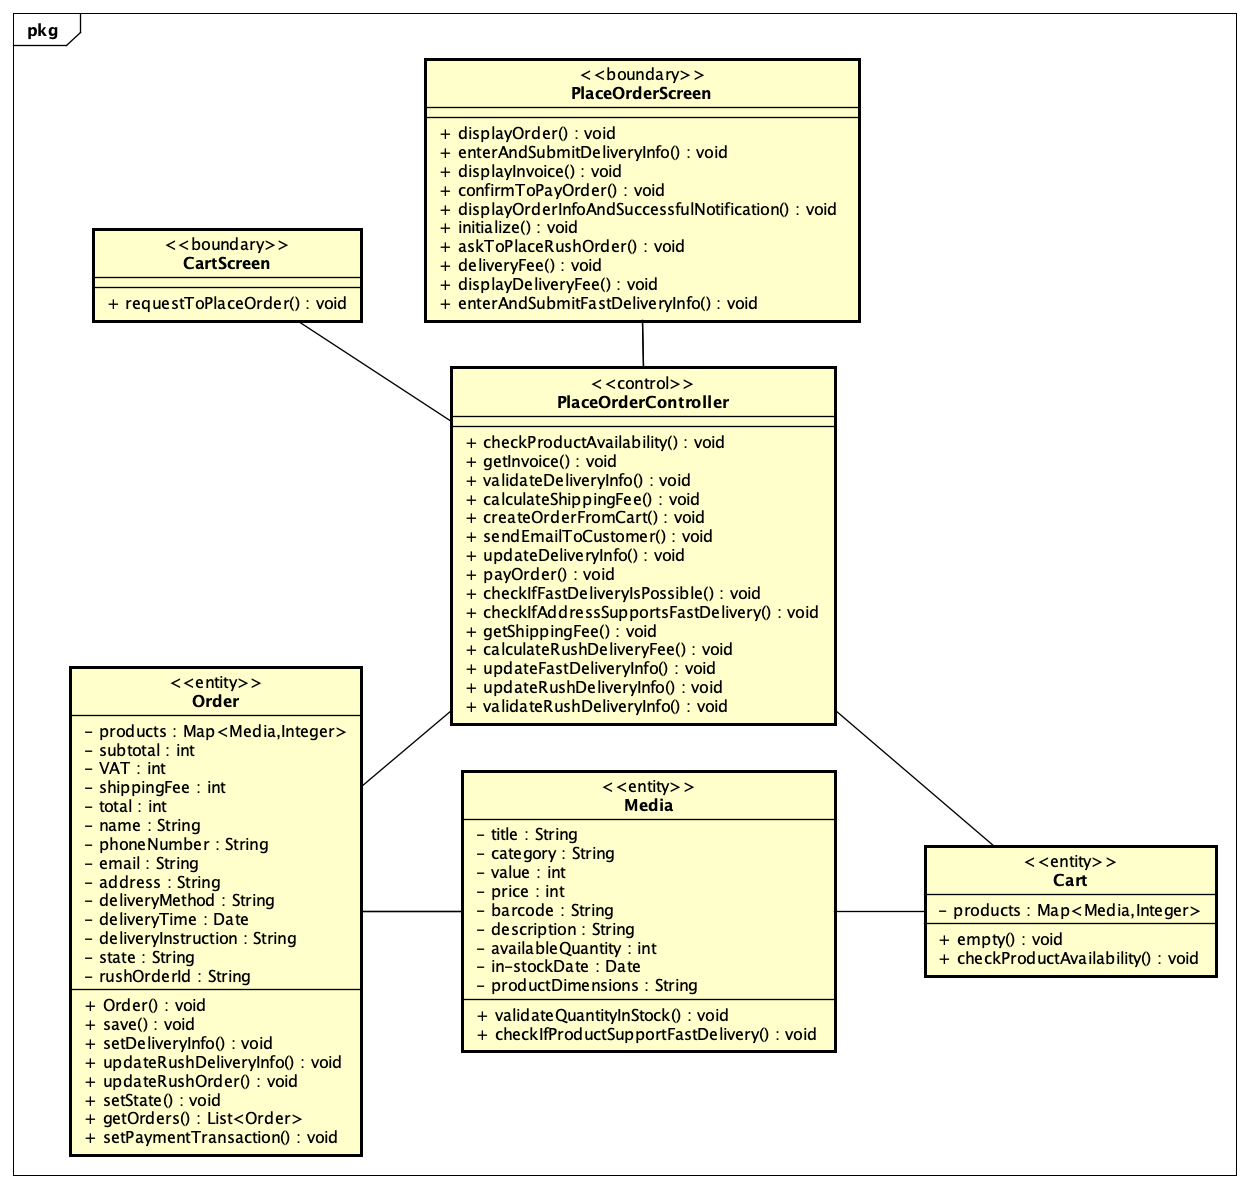 pkg
<<boundary>>
PlaceOrderScreen
+ displayOrder() : void
+ enterAndSubmitDeliveryInfo() : void
+ displayInvoice() : void
+ confirmToPayOrder() : void
+ displayOrderInfoAndSuccessfulNotification() : void
+ initialize() : void
+ askToPlaceRushOrder() : void
+ deliveryFee() : void
+ displayDeliveryFee() : void
+ enterAndSubmitFastDeliveryInfo() : void
<<boundary>>
CartScreen
+ requestToPlaceOrder() : void
<<control>>
PlaceOrderController
+ checkProductAvailability() : void
+ getInvoice() : void
+ validateDeliveryInfo() : void
+ calculateShippingFee() : void
+ createOrderFromCart() : void
+ sendEmailToCustomer() : void
+ updateDeliveryInfo() : void
+ payOrder() : void
+ checkIfFastDeliveryIsPossible() : void
+ checkIfAddressSupportsFastDelivery() : void
+ getShippingFee() : void
+ calculateRushDeliveryFee() : void
+ updateFastDeliveryInfo() : void
+ updateRushDeliveryInfo() : void
+ validateRushDeliveryInfo() : void
<<entity>>
Order
- products : Map<Media,Integer>
- subtotal : int
- VAT : int
- shippingFee : int
- total : int
- name : String
- phoneNumber : String
- email : String
- address : String
- deliveryMethod : String
- deliveryTime : Date
- deliveryInstruction : String
- state : String
- rushOrderId : String
+ Order() : void
+ save() : void
+ setDeliveryInfo() : void
+ updateRushDeliveryInfo() : void
+ updateRushOrder() : void
+ setState() : void
+ getOrders() : List<Order>
+ setPaymentTransaction() : void
<<entity>>
Media
- title : String
- category : String
- value : int
- price : int
- barcode : String
- description : String
- availableQuantity : int
- in-stockDate : Date
- productDimensions : String
+ validateQuantityInStock() : void
+ checkIfProductSupportFastDelivery() : void
<<entity>>
Cart
- products : Map<Media,Integer>
+ empty() : void
+ checkProductAvailability() : void